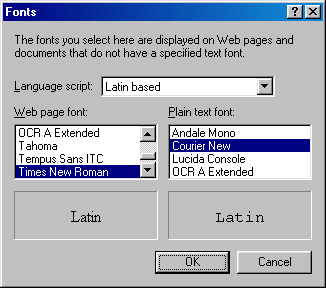 Fonts
The fonts you select here are displayed on Web pages and
documents that do not have a specified text font.
Language script: Latin based
Web page font:
OCR A Extended
Tahoma
Tempus Sans ITC
Times New Roman
Plain text font:
Andale Mono
Courier New
Lucida Console
OCR A Extended
Latin
Latin
OK
Cancel